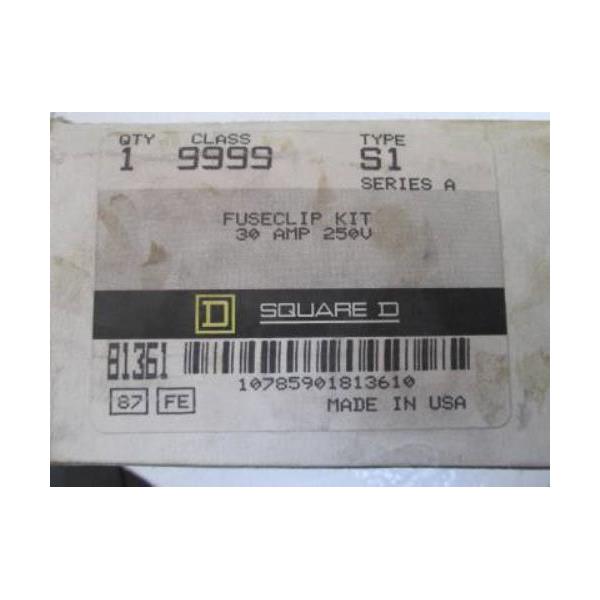 QTY CLASS TYPE
1 9999 S1
SERIES A
FUSECLIP KIT
30 AMP 250V
D SQUARE D
81361
10785901813610
87 FE MADE IN USA